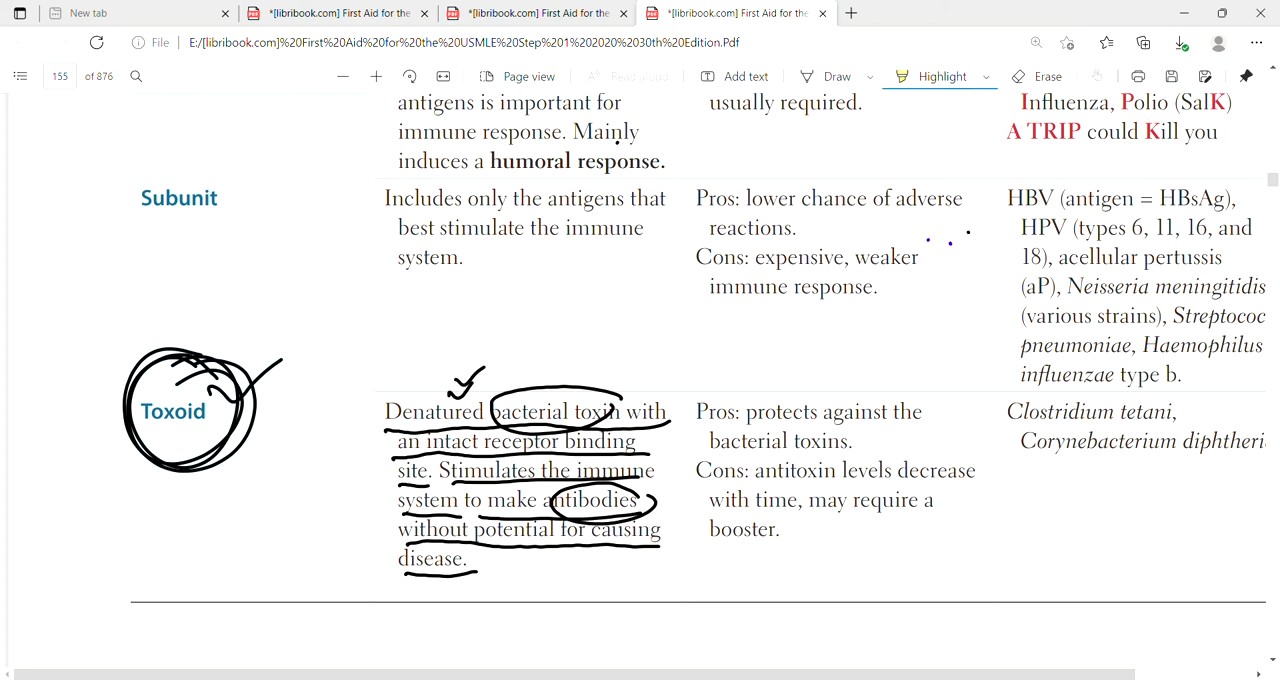 New tab
*[libribook.com] First Aid for the
*[libribook.com] First Aid for the
*[libribook.com] First Aid for the
File
E:/[libribook.com]%20First%20Aid%20for%20the%20USMLE%20Step%201%202020%2030th%20Edition.Pdf
155
of 876
Page view
Read aloud
Add text
Draw
Highlight
Erase
antigens is important for
immune response. Mainly
induces a humoral response.
usually required.
Influenza, Polio (SalK)
A TRIP could Kill you
Subunit
Includes only the antigens that
best stimulate the immune
system.
Pros: lower chance of adverse
reactions.
Cons: expensive, weaker
immune response.
HBV (antigen = HBsAg),
HPV (types 6, 11, 16, and
18), acellular pertussis
(aP), Neisseria meningitidis
(various strains), Streptococ
pneumoniae, Haemophilus
influenzae type b.
Toxoid
Denatured bacterial toxin with
an intact receptor binding
site. Stimulates the immune
system to make antibodies
without potential for causing
disease.
Pros: protects against the
bacterial toxins.
Cons: antitoxin levels decrease
with time, may require a
booster.
Clostridium tetani,
Corynebacterium diphtheri